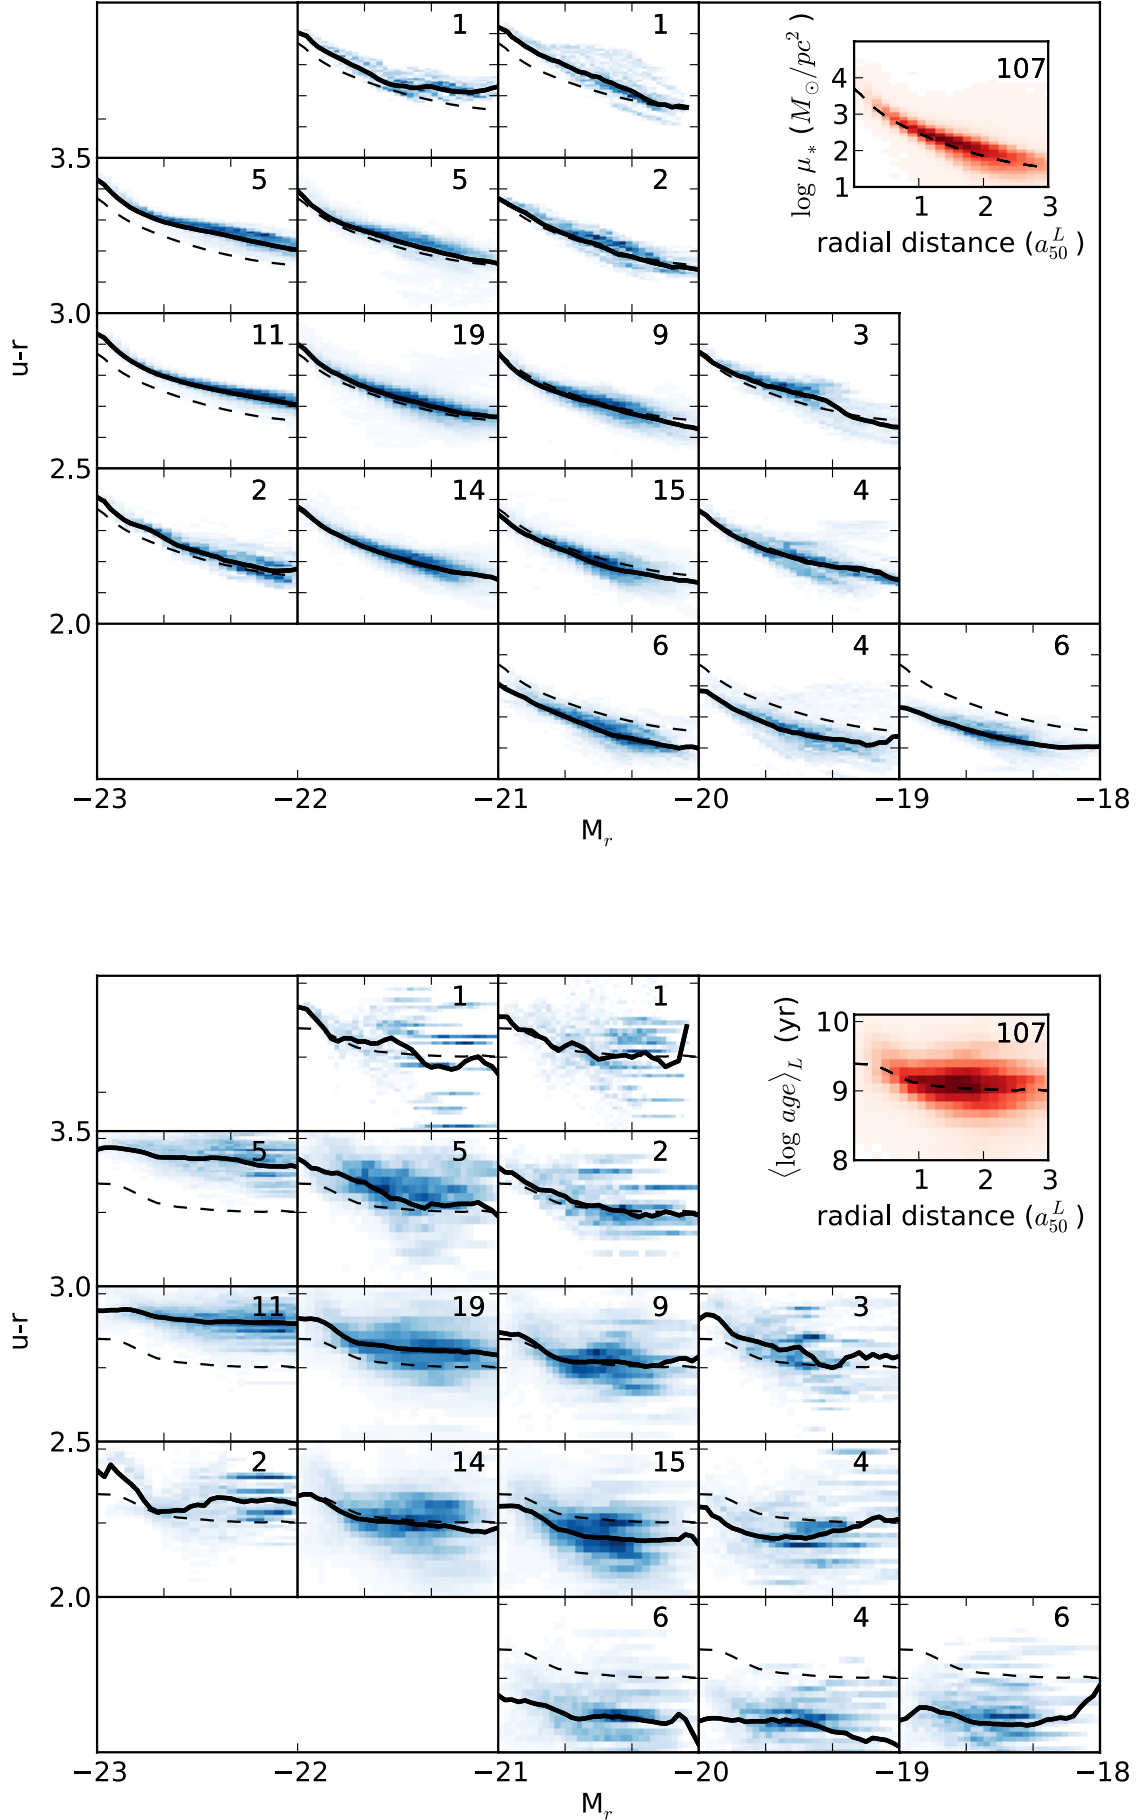 1 1
107
log μ* (M⊙/pc²)
4
3
2
1
1 2 3
radial distance (a^L_50)
3.5
5 5 2
3.0
11 19 9 3
u-r
2.5
2 14 15 4
2.0
6 4 6
−23 −22 −21 −20 −19 −18
M_r
1 1
107
⟨log age⟩_L (yr)
10
9
8
1 2 3
radial distance (a^L_50)
3.5
5 5 2
3.0
11 19 9 3
u-r
2.5
2 14 15 4
2.0
6 4 6
−23 −22 −21 −20 −19 −18
M_r